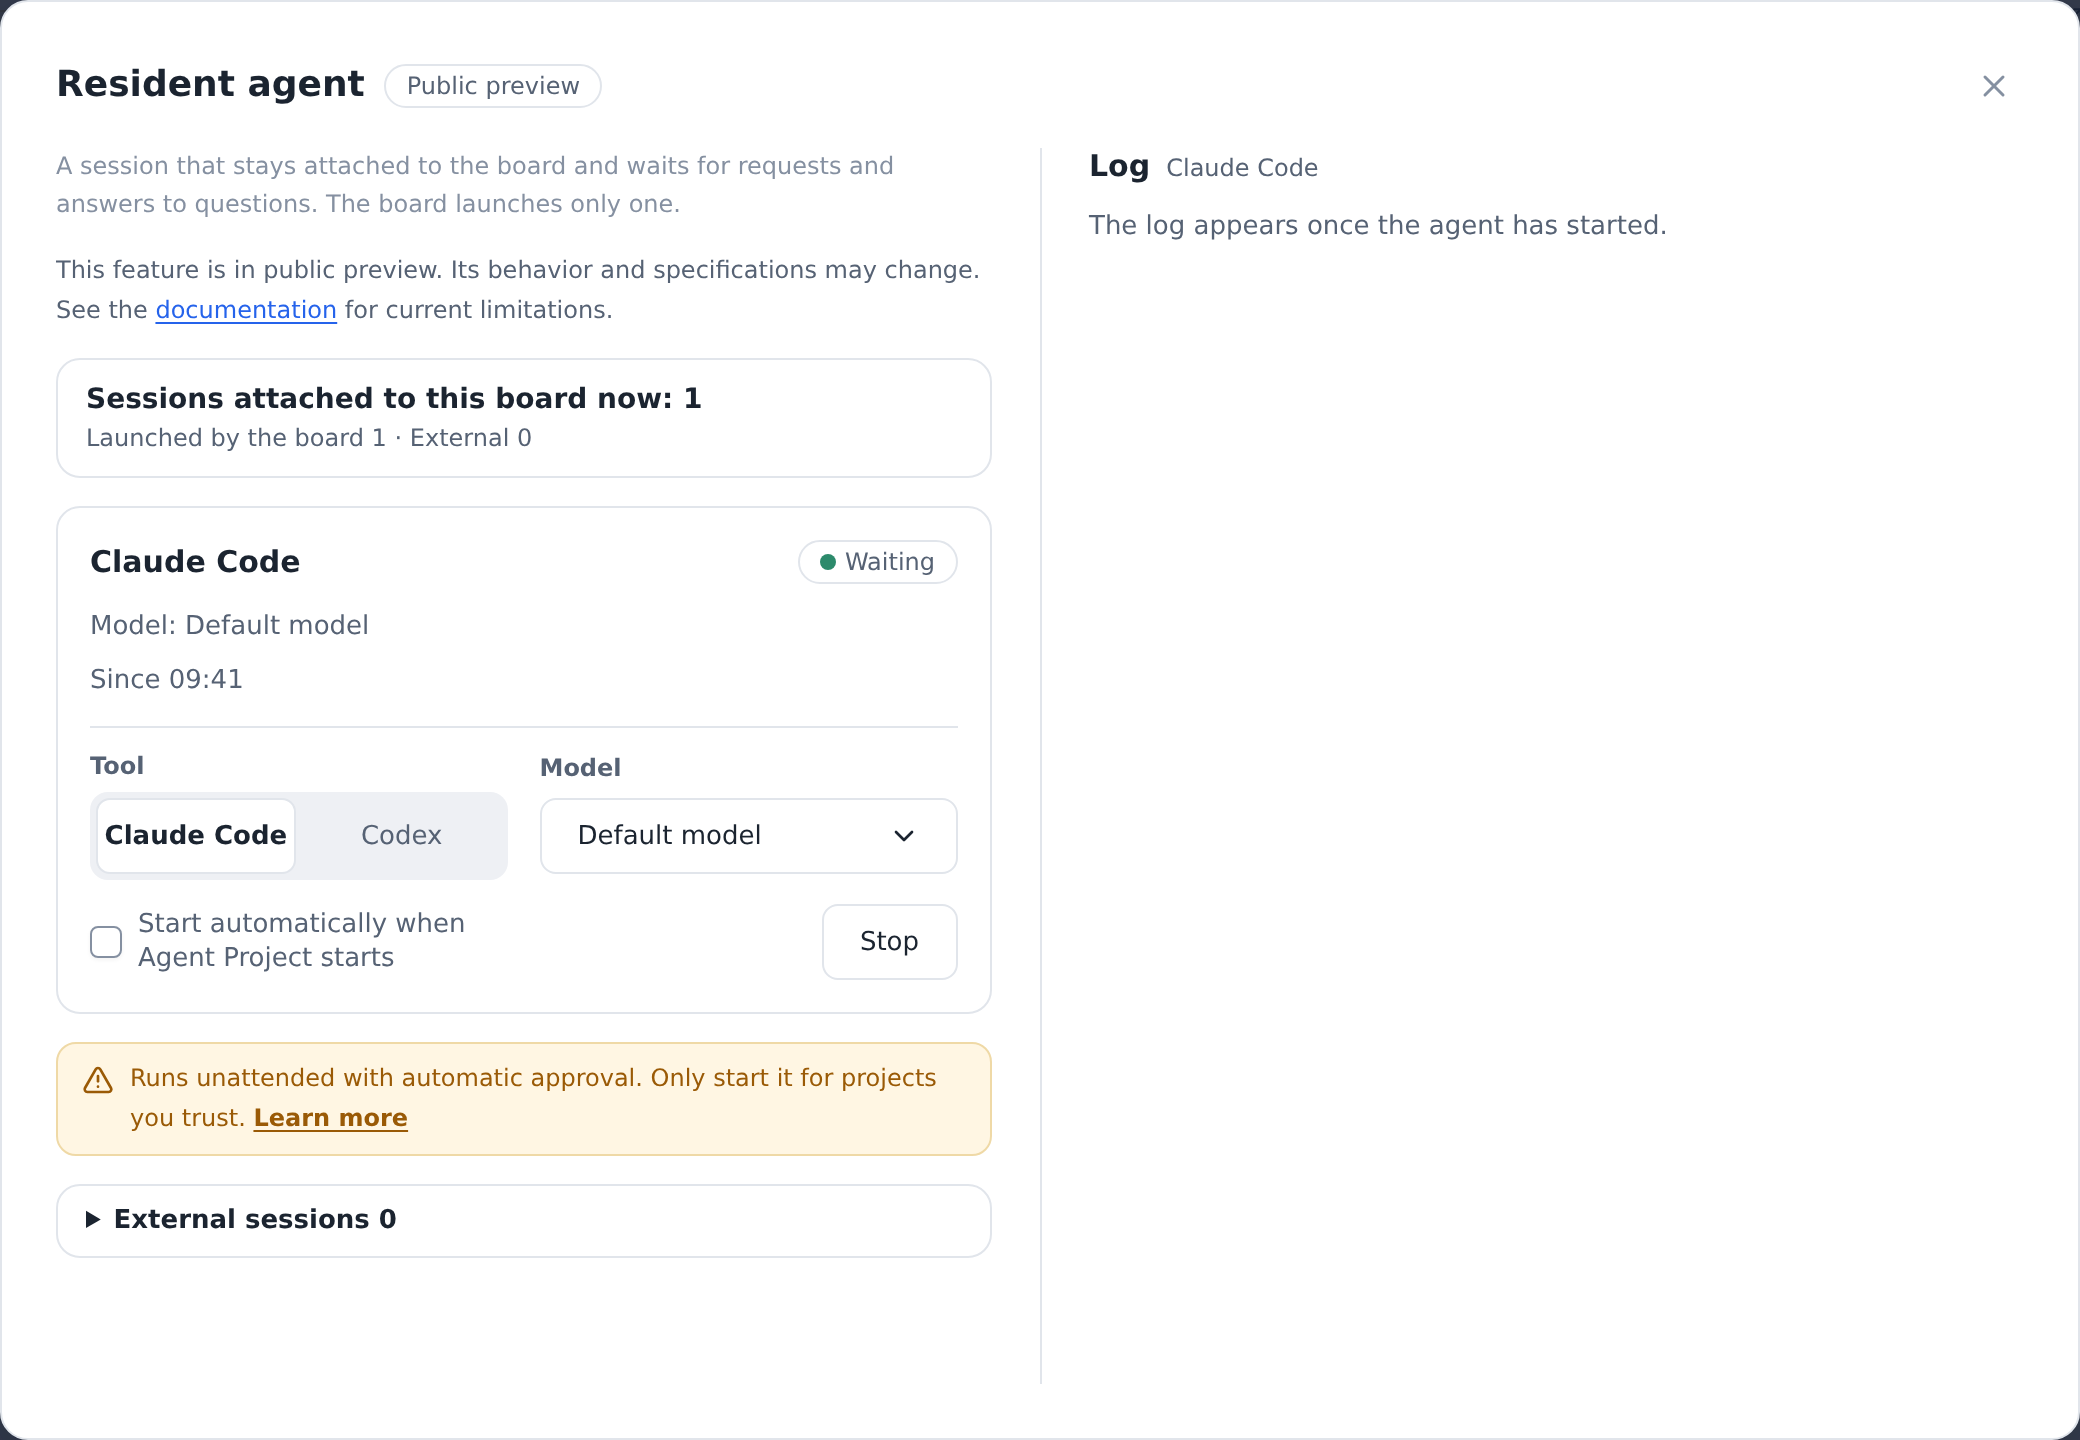 Resident agent
Public preview
A session that stays attached to the board and waits for requests and
answers to questions. The board launches only one.
This feature is in public preview. Its behavior and specifications may change.
See the documentation for current limitations.
Sessions attached to this board now: 1
Launched by the board 1 · External 0
Claude Code
Waiting
Model: Default model
Since 09:41
Tool
Model
Claude Code
Codex
Default model
Start automatically when
Agent Project starts
Stop
Runs unattended with automatic approval. Only start it for projects
you trust. Learn more
External sessions 0
Log Claude Code
The log appears once the agent has started.